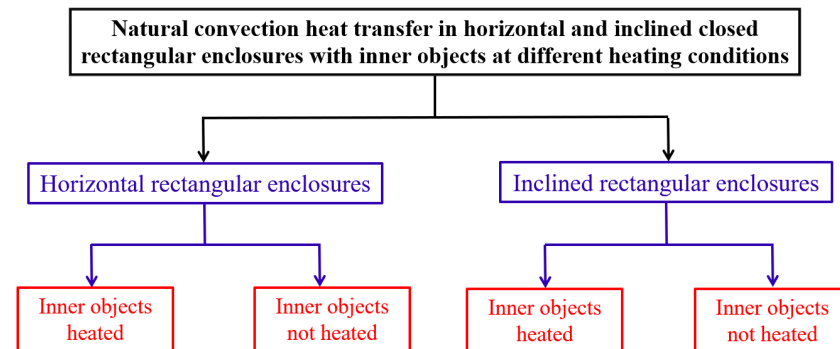 Natural convection heat transfer in horizontal and inclined closed
rectangular enclosures with inner objects at different heating conditions
Horizontal rectangular enclosures
Inclined rectangular enclosures
Inner objects
heated
Inner objects
not heated
Inner objects
heated
Inner objects
not heated